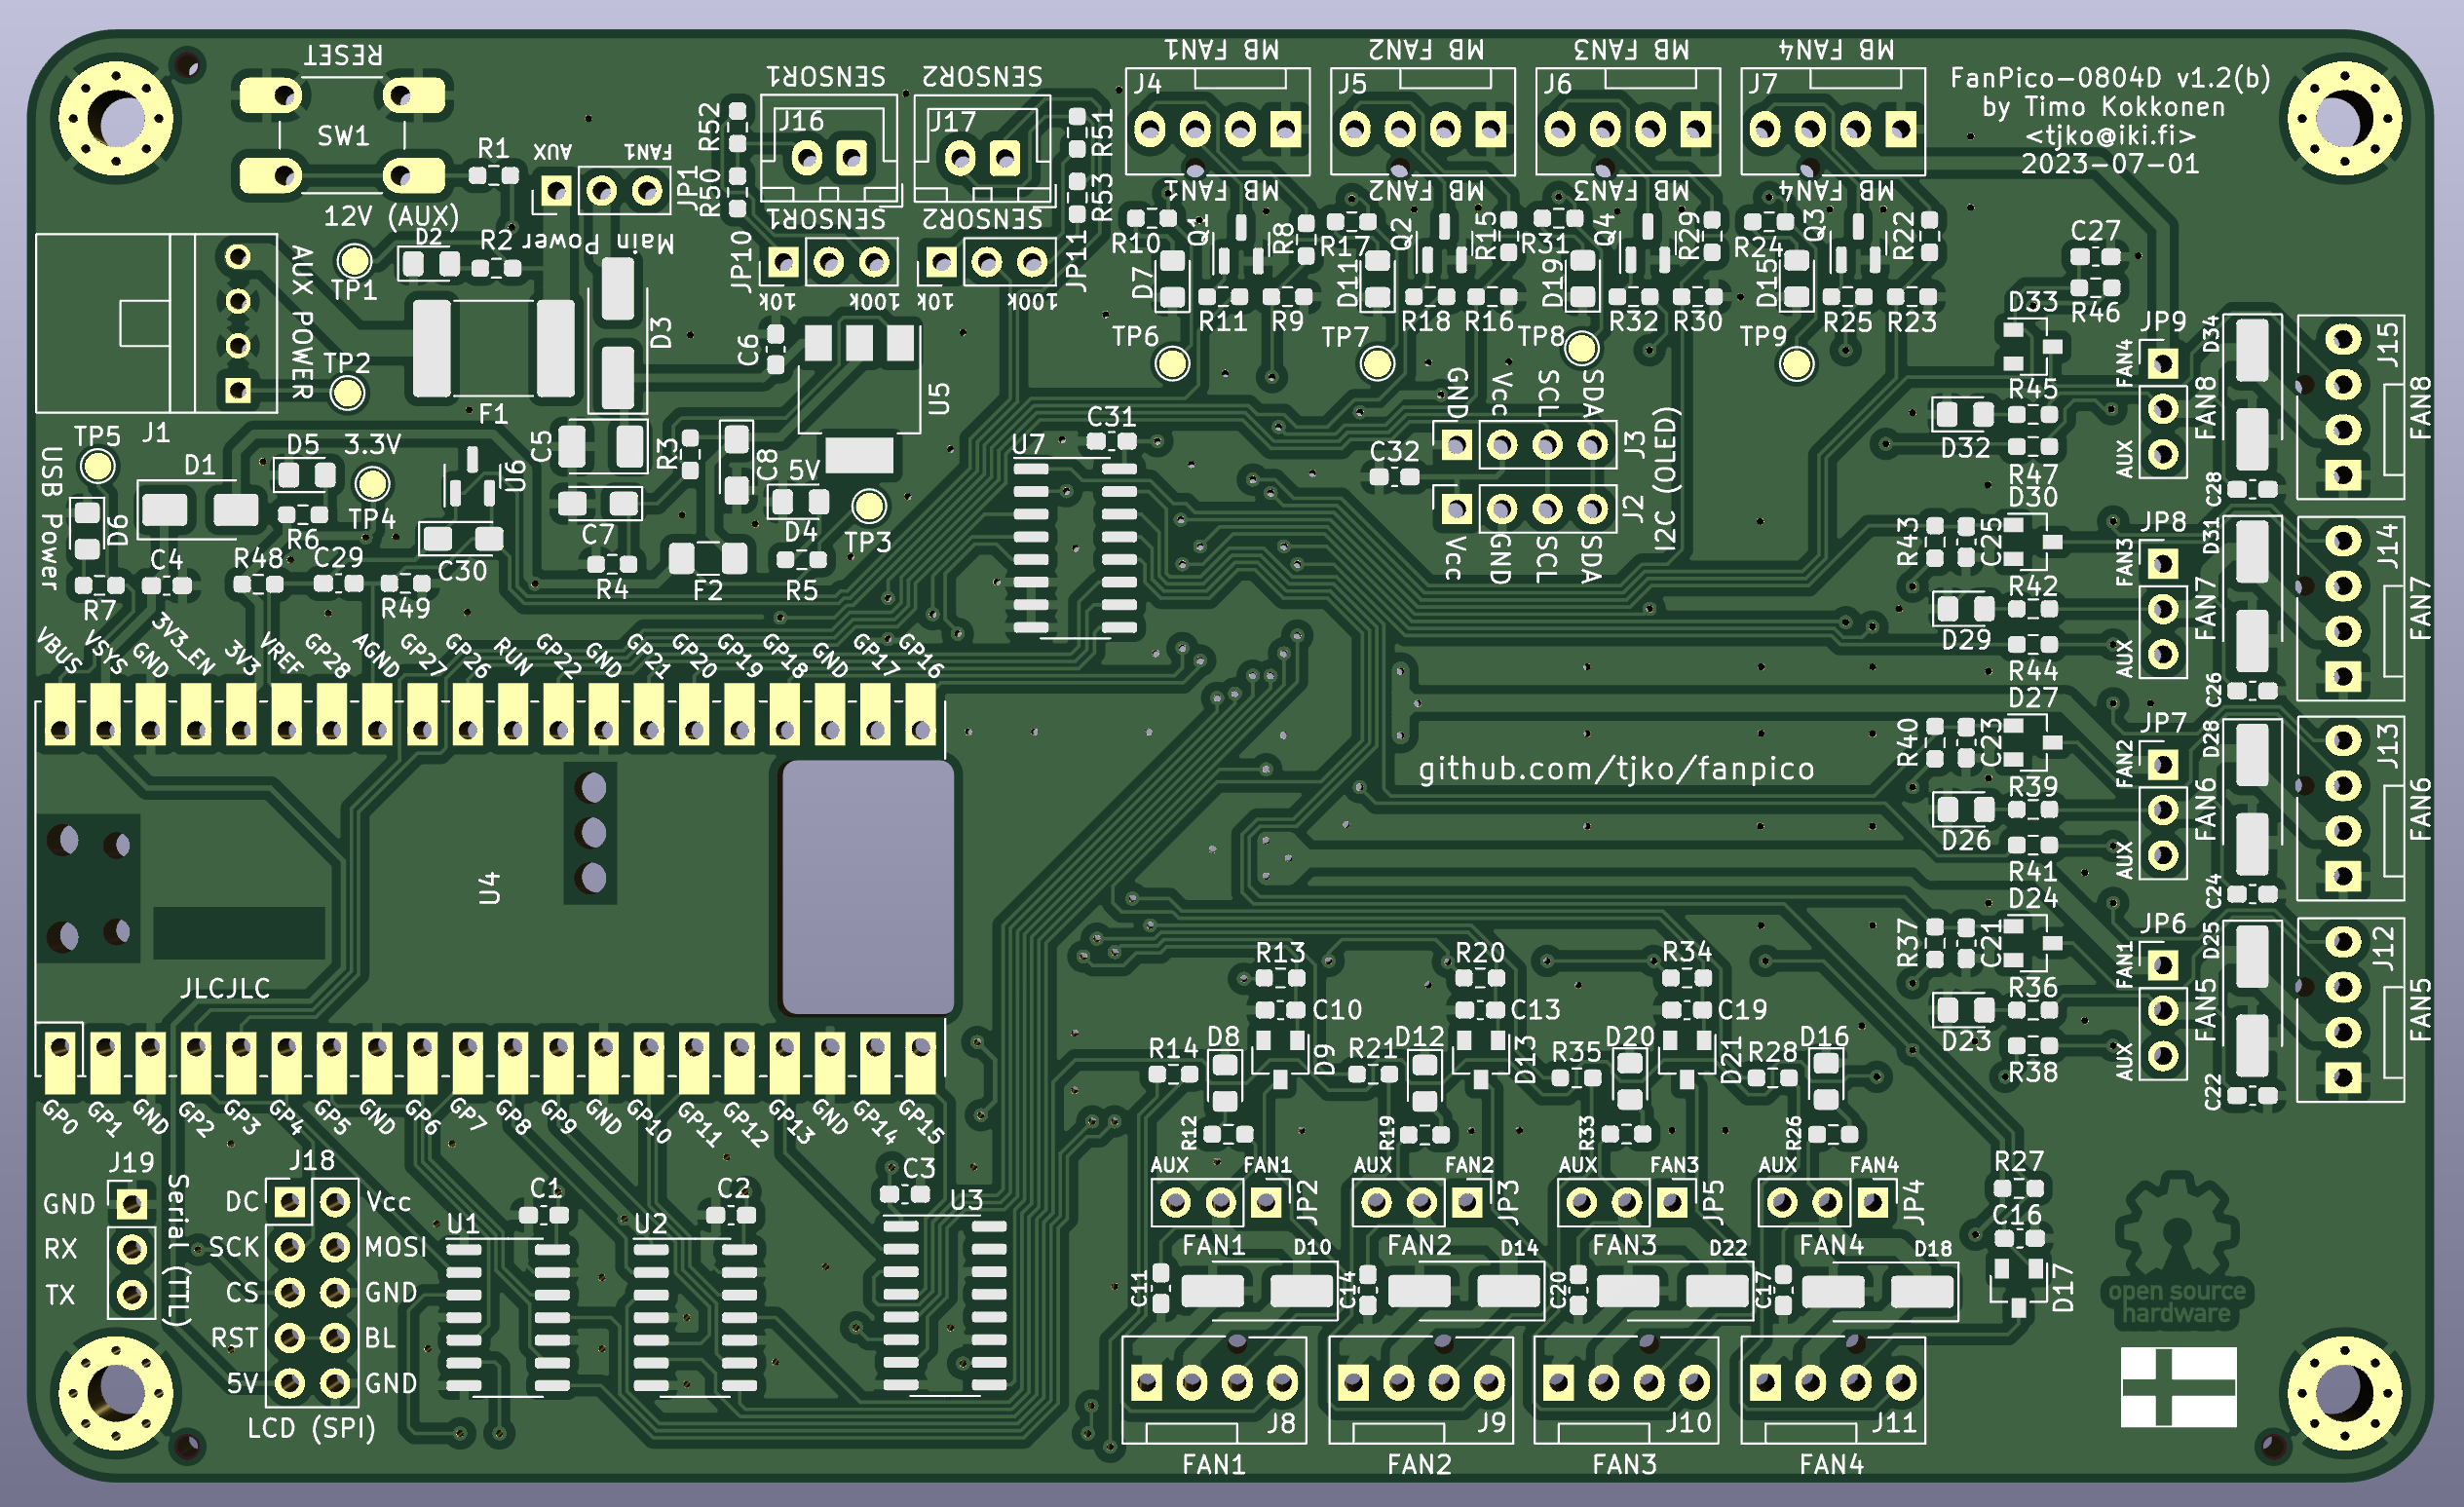 RESET
SW1
R1
12V (AUX)
D2
R2
AUX
FAN1
JP1
Main Power
D3
TP1
TP2
AUX POWER
J1
F1
R52
R50
SENSOR1
J16
SENSOR1
JP10
10k
100k
SENSOR2
J17
SENSOR2
R51
R53
JP11
10k
100k
MB FAN1
J4
MB FAN1
MB FAN2
J5
MB FAN2
MB FAN3
J6
MB FAN3
MB FAN4
J7
MB FAN4
FanPico-0804D v1.2(b)
by Timo Kokkonen
<tjko@iki.fi>
2023-07-01
R10
Q1
R8
D7
R11
R9
TP6
R17
Q2
R15
D11
R18
R16
TP7
R31
Q4
R29
D19
R32
R30
TP8
R24
Q3
R22
D15
R25
R23
TP9
C27
R46
D33
R45
D32
R47
JP9
FAN4
AUX
FAN8
D34
C28
J15
FAN8
TP5
USB Power
D6
D1
D5
3.3V
R6
TP4
U6
C4
R7
R48
C29
R49
C30
C5
R3
C8
C7
R4
F2
C6
U5
5V
D4
TP3
R5
U7
C31
C32
GND
Vcc
SCL
SDA
J3
J2
Vcc
GND
SCL
SDA
I2C (OLED)
D30
R43
C25
R42
D29
R44
JP8
FAN3
AUX
FAN7
D31
C26
J14
FAN7
VBUS
VSYS
GND
3V3_EN
3V3
VREF
GP28
AGND
GP27
GP26
RUN
GP22
GND
GP21
GP20
GP19
GP18
GND
GP17
GP16
U4
JLCJLC
github.com/tjko/fanpico
D27
R40
C23
R39
D26
R41
JP7
FAN2
AUX
FAN6
D28
C24
J13
FAN6
D24
R37
C21
R36
D23
R38
JP6
FAN1
AUX
FAN5
D25
C22
J12
FAN5
GP0
GP1
GND
GP2
GP3
GP4
GP5
GND
GP6
GP7
GP8
GP9
GND
GP10
GP11
GP12
GP13
GND
GP14
GP15
J19
GND
RX
TX
Serial (TTL)
J18
DC
Vcc
SCK
MOSI
CS
GND
RST
BL
5V
GND
LCD (SPI)
C1
U1
C2
U2
C3
U3
R13
C10
D8
D9
R14
R12
AUX
FAN1
JP2
FAN1
D10
C11
J8
FAN1
R20
C13
D12
D13
R21
R19
AUX
FAN2
JP3
FAN2
D14
C14
J9
FAN2
R34
C19
D20
D21
R35
R33
AUX
FAN3
JP5
FAN3
D22
C20
J10
FAN3
D16
R28
R26
AUX
FAN4
JP4
FAN4
D18
C17
J11
FAN4
R27
C16
D17
open source
hardware